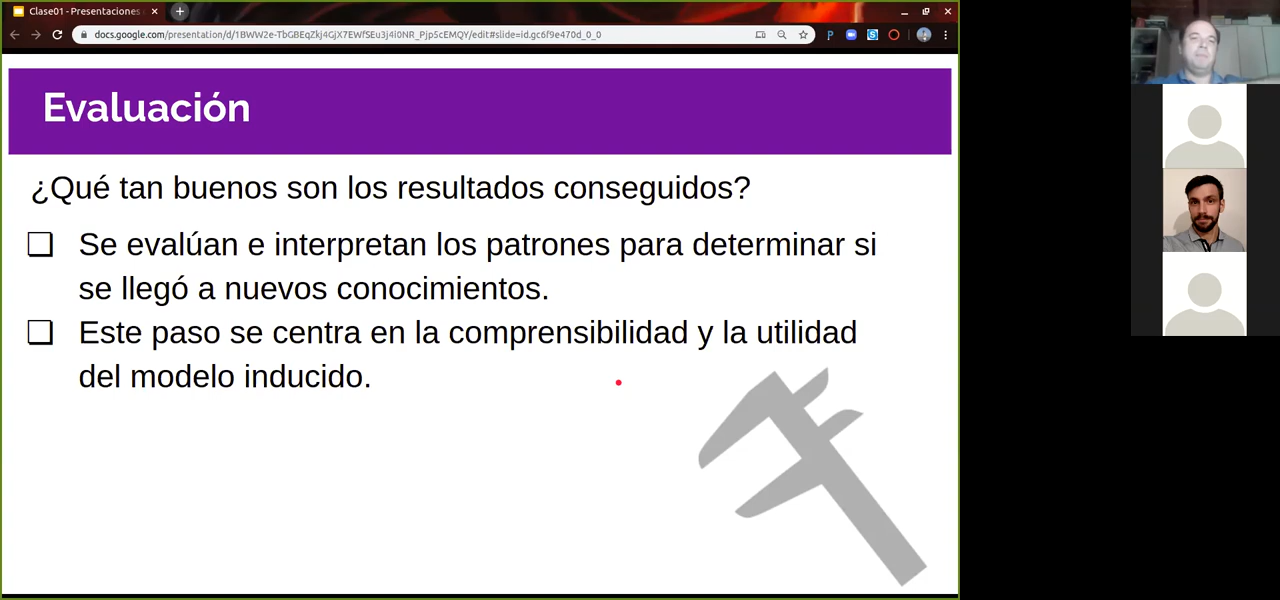 Clase01 - Presentaciones
docs.google.com/presentation/d/1BWW2e-TbGBEqZkj4GJX7EWfSEu3j4i0NR_PjpScEMQY/edit#slide=id.gc6f9e470d_0_0
Evaluación
¿Qué tan buenos son los resultados conseguidos?
❏ Se evalúan e interpretan los patrones para determinar si
se llegó a nuevos conocimientos.
❏ Este paso se centra en la comprensibilidad y la utilidad
del modelo inducido.